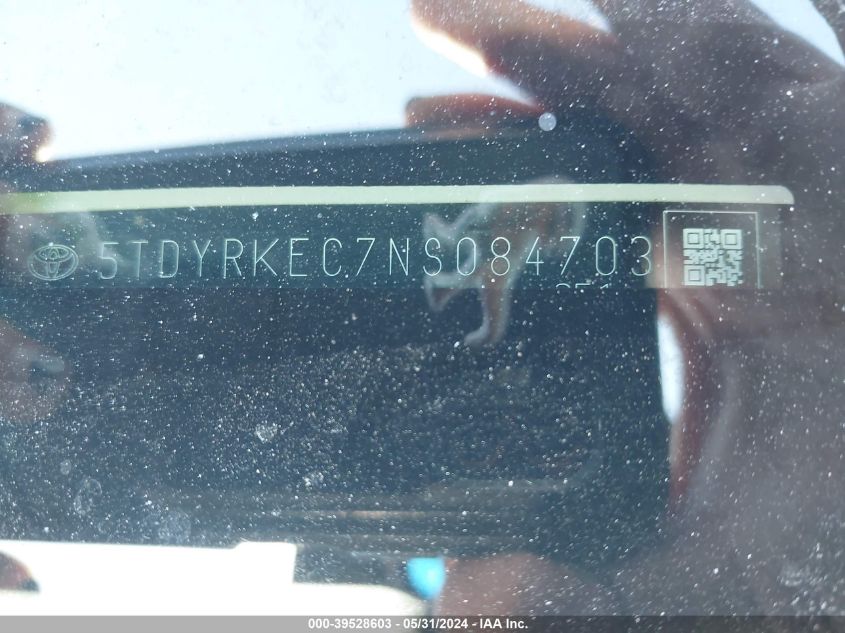 5TDYRKEC7NS084703
000-39528603 - 05/31/2024 - IAA Inc.